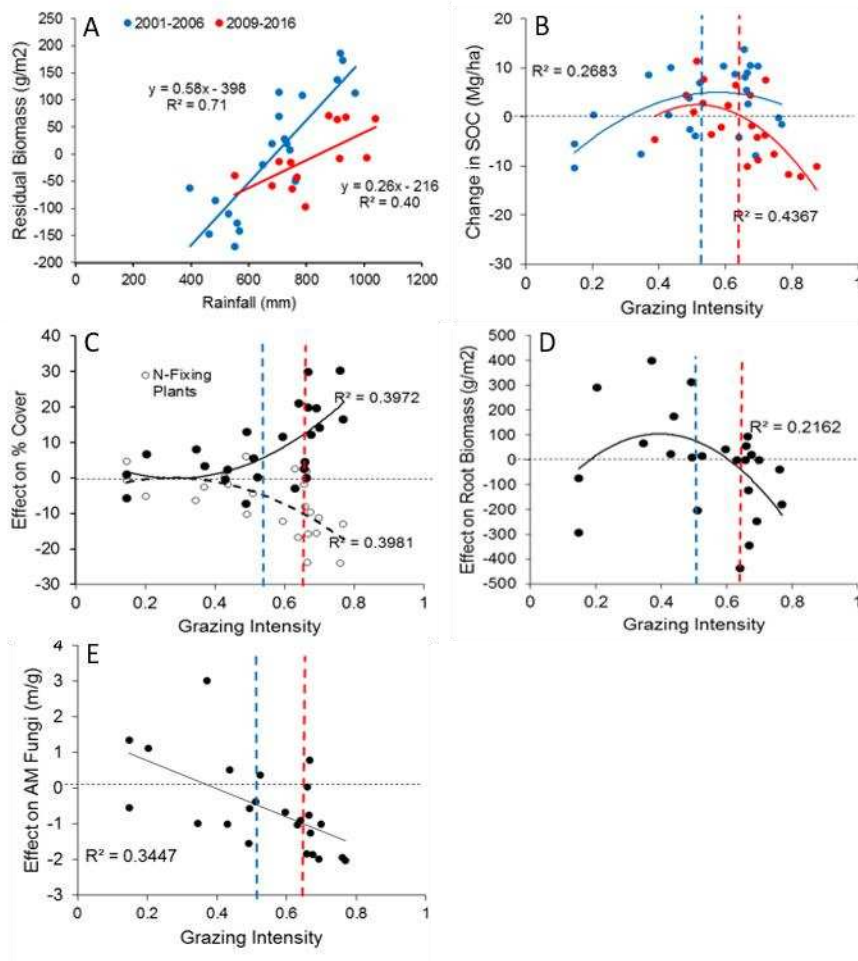 A
2001-2006 2009-2016
Residual Biomass (g/m2)
250
200
150
100
50
0
-50
-100
-150
-200
y = 0.58x - 398
R² = 0.71
y = 0.26x - 216
R² = 0.40
0 200 400 600 800 1000 1200
Rainfall (mm)
B
Change in SOC (Mg/ha)
30
20
10
0
-10
-20
-30
R² = 0.2683
R² = 0.4367
0 0.2 0.4 0.6 0.8 1
Grazing Intensity
C
Effect on % Cover
40
30
20
10
0
-10
-20
-30
N-Fixing
Plants
R² = 0.3972
R² = 0.3981
0 0.2 0.4 0.6 0.8 1
Grazing Intensity
D
Effect on Root Biomass (g/m2)
500
400
300
200
100
0
-100
-200
-300
-400
-500
R² = 0.2162
0 0.2 0.4 0.6 0.8 1
Grazing Intensity
E
Effect on AM Fungi (m/g)
4
3
2
1
0
-1
-2
-3
R² = 0.3447
0 0.2 0.4 0.6 0.8 1
Grazing Intensity